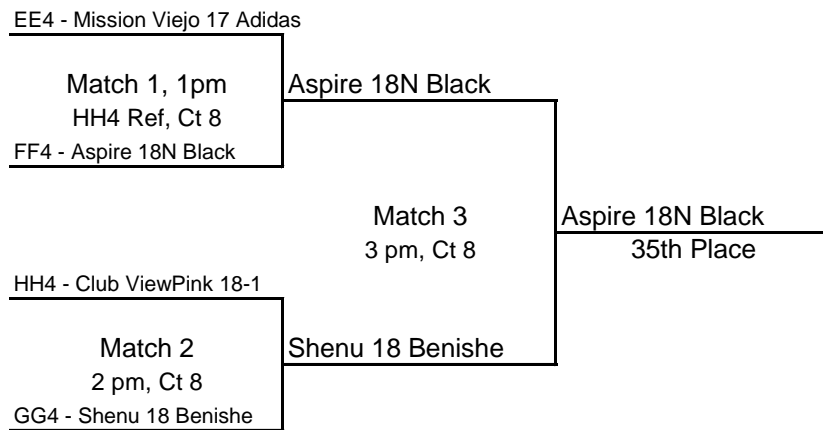 EE4 - Mission Viejo 17 Adidas
Match 1, 1pm
HH4 Ref, Ct 8
Aspire 18N Black
FF4 - Aspire 18N Black
Match 3
3 pm, Ct 8
Aspire 18N Black
35th Place
HH4 - Club ViewPink 18-1
Match 2
2 pm, Ct 8
Shenu 18 Benishe
GG4 - Shenu 18 Benishe